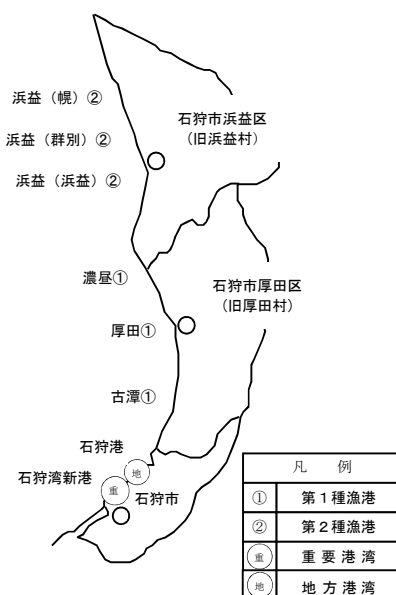 浜益（幌）②
石狩市浜益区
（旧浜益村）
浜益（群別）②
浜益（浜益）②
濃昼①
石狩市厚田区
（旧厚田村）
厚田①
古潭①
石狩港
地
石狩湾新港
重
石狩市
凡　例
① 第１種漁港
② 第２種漁港
重 重要港湾
地 地方港湾